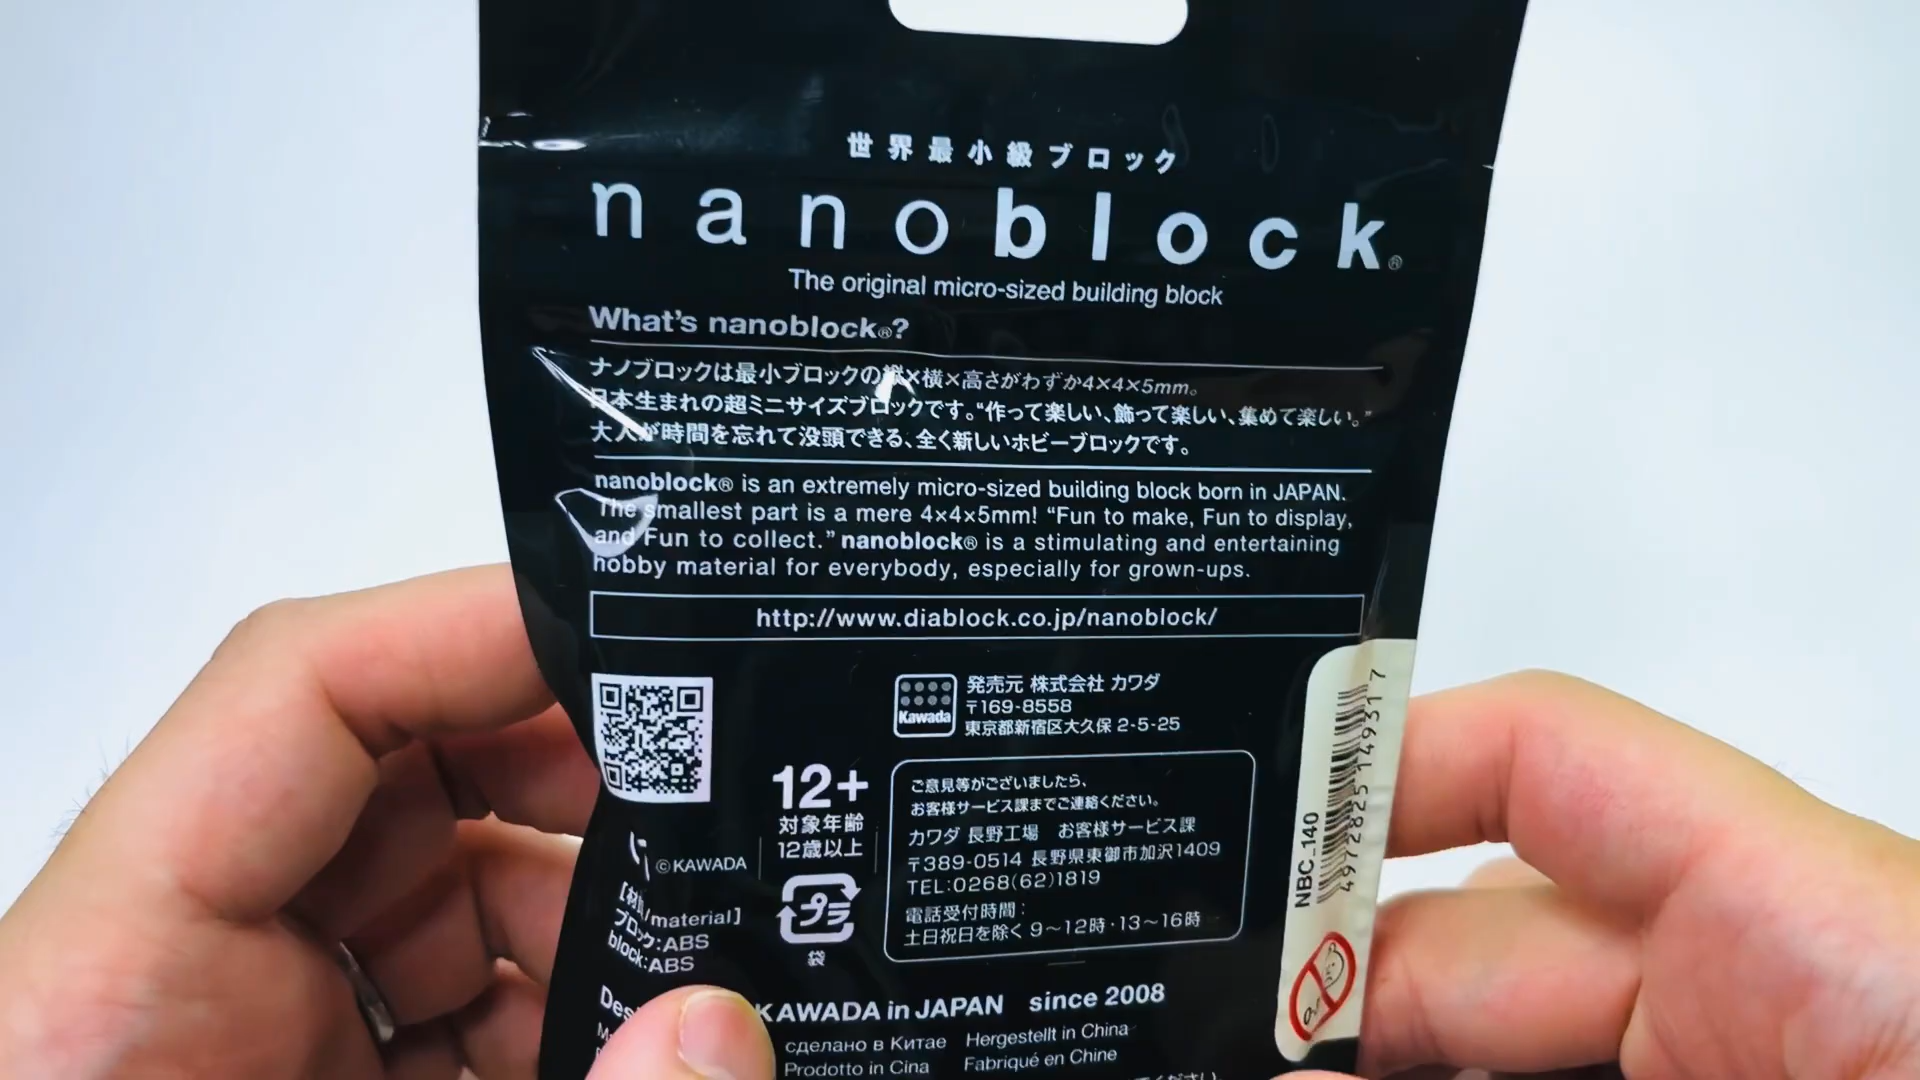 世界最小級ブロック
nanoblock®
The original micro-sized building block
What's nanoblock®?
ナノブロックは最小ブロックの縦×横×高さがわずか4×4×5mm。
日本生まれの超ミニサイズブロックです。“作って楽しい、飾って楽しい、集めて楽しい。”
大人が時間を忘れて没頭できる、全く新しいホビーブロックです。
nanoblock® is an extremely micro-sized building block born in JAPAN.
The smallest part is a mere 4×4×5mm! “Fun to make, Fun to display,
and Fun to collect.” nanoblock® is a stimulating and entertaining
hobby material for everybody, especially for grown-ups.
http://www.diablock.co.jp/nanoblock/
Kawada
発売元 株式会社 カワダ
〒169-8558
東京都新宿区大久保 2-5-25
12+
対象年齢
12歳以上
プラ
袋
ご意見等がございましたら、
お客様サービス課までご連絡ください。
カワダ 長野工場 お客様サービス課
〒389-0514 長野県東御市加沢1409
TEL:0268(62)1819
電話受付時間:
土日祝日を除く 9〜12時・13〜16時
©KAWADA
[材質/material]
ブロック:ABS
block:ABS
KAWADA in JAPAN since 2008
сделано в Китае Hergestellt in China
Prodotto in Cina Fabriqué en Chine
NBC_140
4972825 149317
0-3